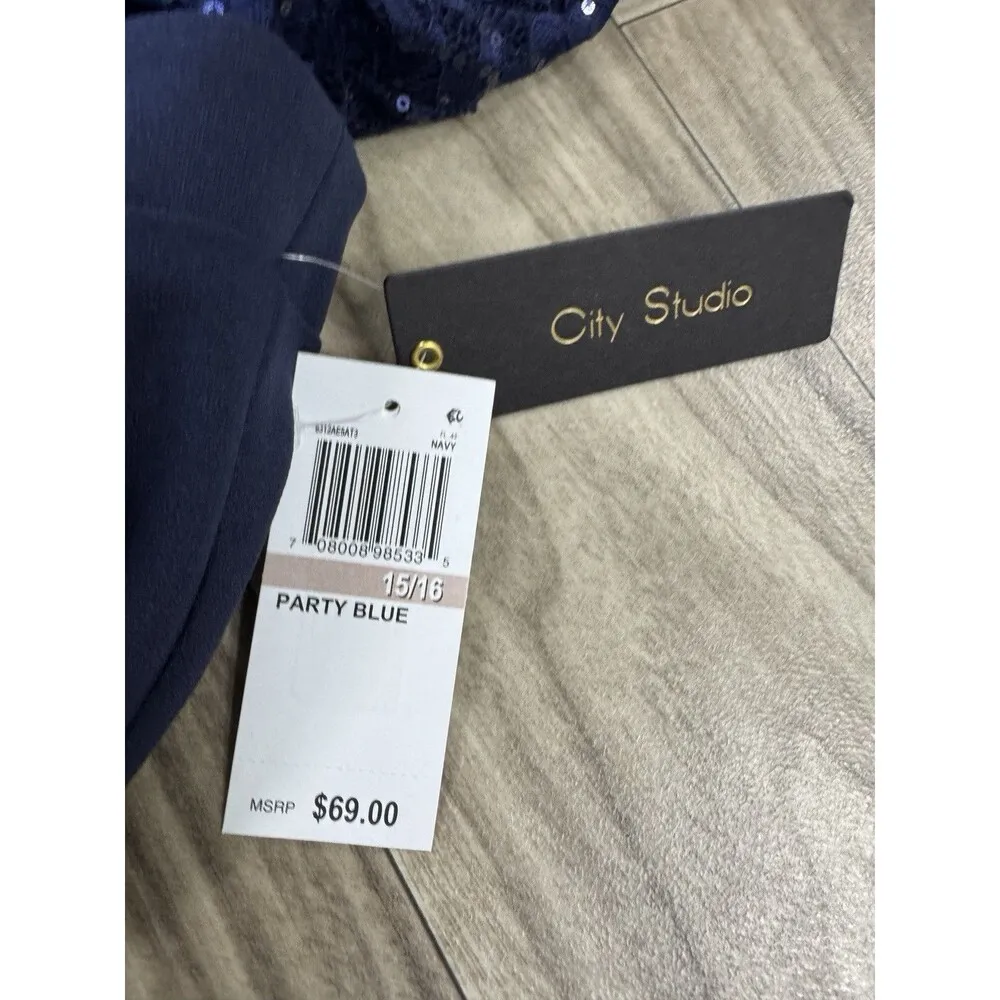 City Studio
NAVY
7 08008 98533 5
15/16
PARTY BLUE
MSRP $69.00